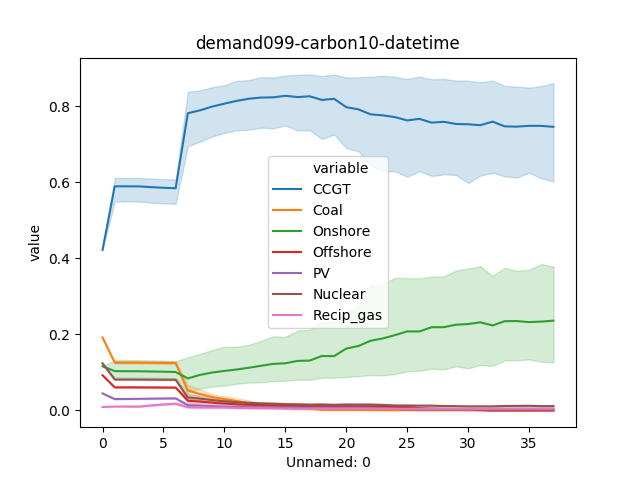 demand099-carbon10-datetime
value
0.8
0.6
0.4
0.2
0.0
variable
CCGT
Coal
Onshore
Offshore
PV
Nuclear
Recip_gas
0 5 10 15 20 25 30 35
Unnamed: 0